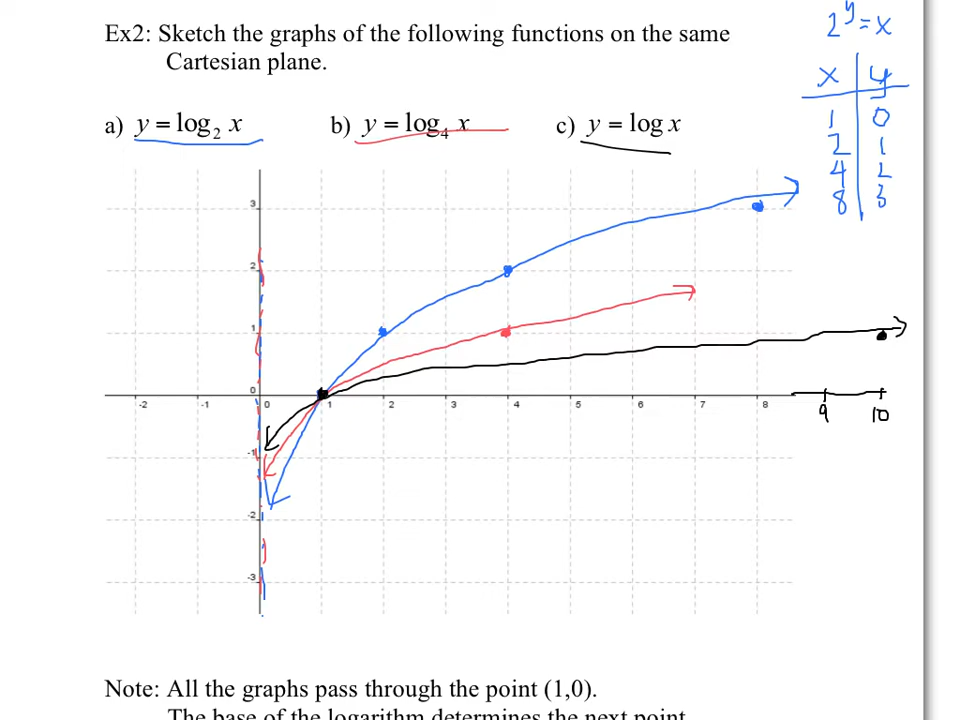 Ex2: Sketch the graphs of the following functions on the same
Cartesian plane.
2^y = x
x | y
1 | 0
2 | 1
4 | 2
8 | 3
a) y = log₂ x b) y = log₄ x c) y = log x
3
2
1
0
-2 -1 0 1 2 3 4 5 6 7 8 9 10
-1
-2
-3
Note: All the graphs pass through the point (1,0).
The base of the logarithm determines the next point